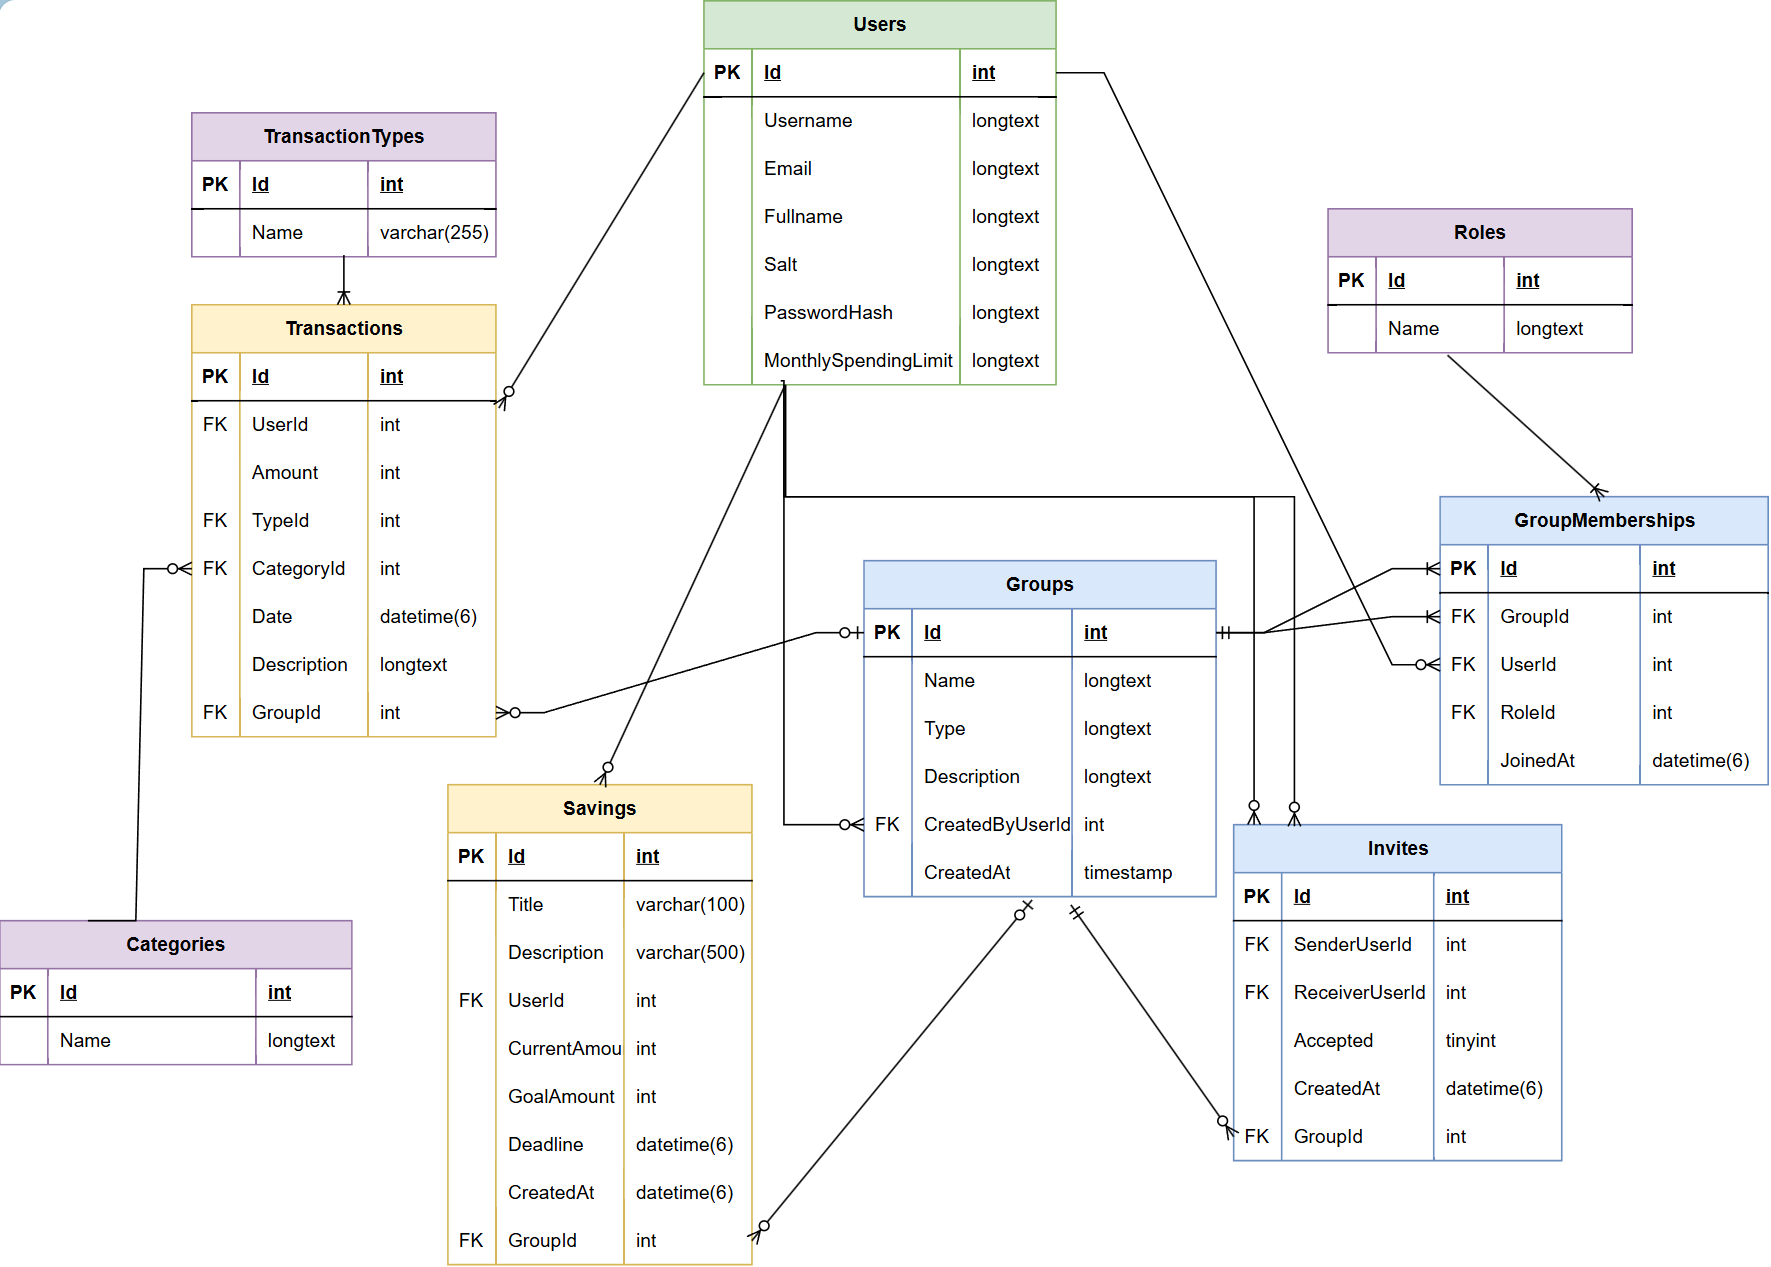 Users
PK Id int
Username longtext
Email longtext
Fullname longtext
Salt longtext
PasswordHash longtext
MonthlySpendingLimit longtext
TransactionTypes
PK Id int
Name varchar(255)
Transactions
PK Id int
FK UserId int
Amount int
FK TypeId int
FK CategoryId int
Date datetime(6)
Description longtext
FK GroupId int
Roles
PK Id int
Name longtext
GroupMemberships
PK Id int
FK GroupId int
FK UserId int
FK RoleId int
JoinedAt datetime(6)
Groups
PK Id int
Name longtext
Type longtext
Description longtext
FK CreatedByUserId int
CreatedAt timestamp
Savings
PK Id int
Title varchar(100)
Description varchar(500)
FK UserId int
CurrentAmou int
GoalAmount int
Deadline datetime(6)
CreatedAt datetime(6)
FK GroupId int
Invites
PK Id int
FK SenderUserId int
FK ReceiverUserId int
Accepted tinyint
CreatedAt datetime(6)
FK GroupId int
Categories
PK Id int
Name longtext